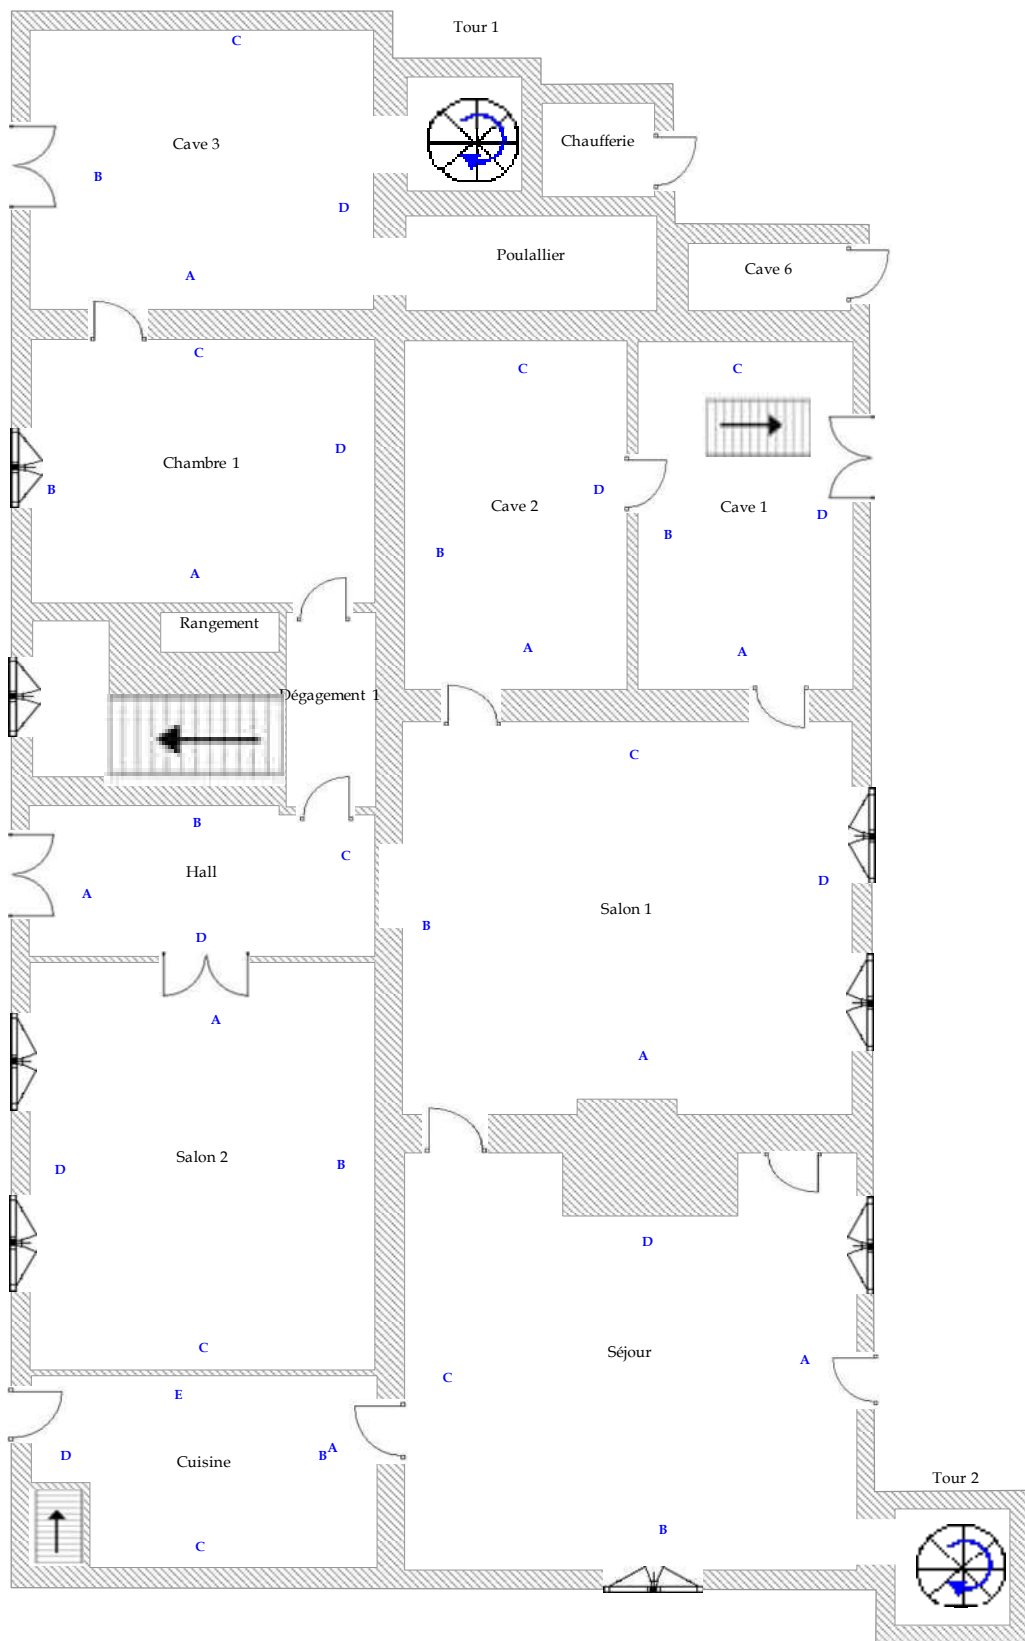 Tour 1
C
Chaufferie
Cave 3
B
D
Poulallier
Cave 6
A
C
C
C
D
Chambre 1
B
D
Cave 2
Cave 1
D
B
B
A
Rangement
A
A
Dégagement 1
C
B
C
Hall
D
A
Salon 1
B
D
A
A
Salon 2
B
D
D
C
Séjour
A
C
E
A
B
D
Cuisine
Tour 2
B
C